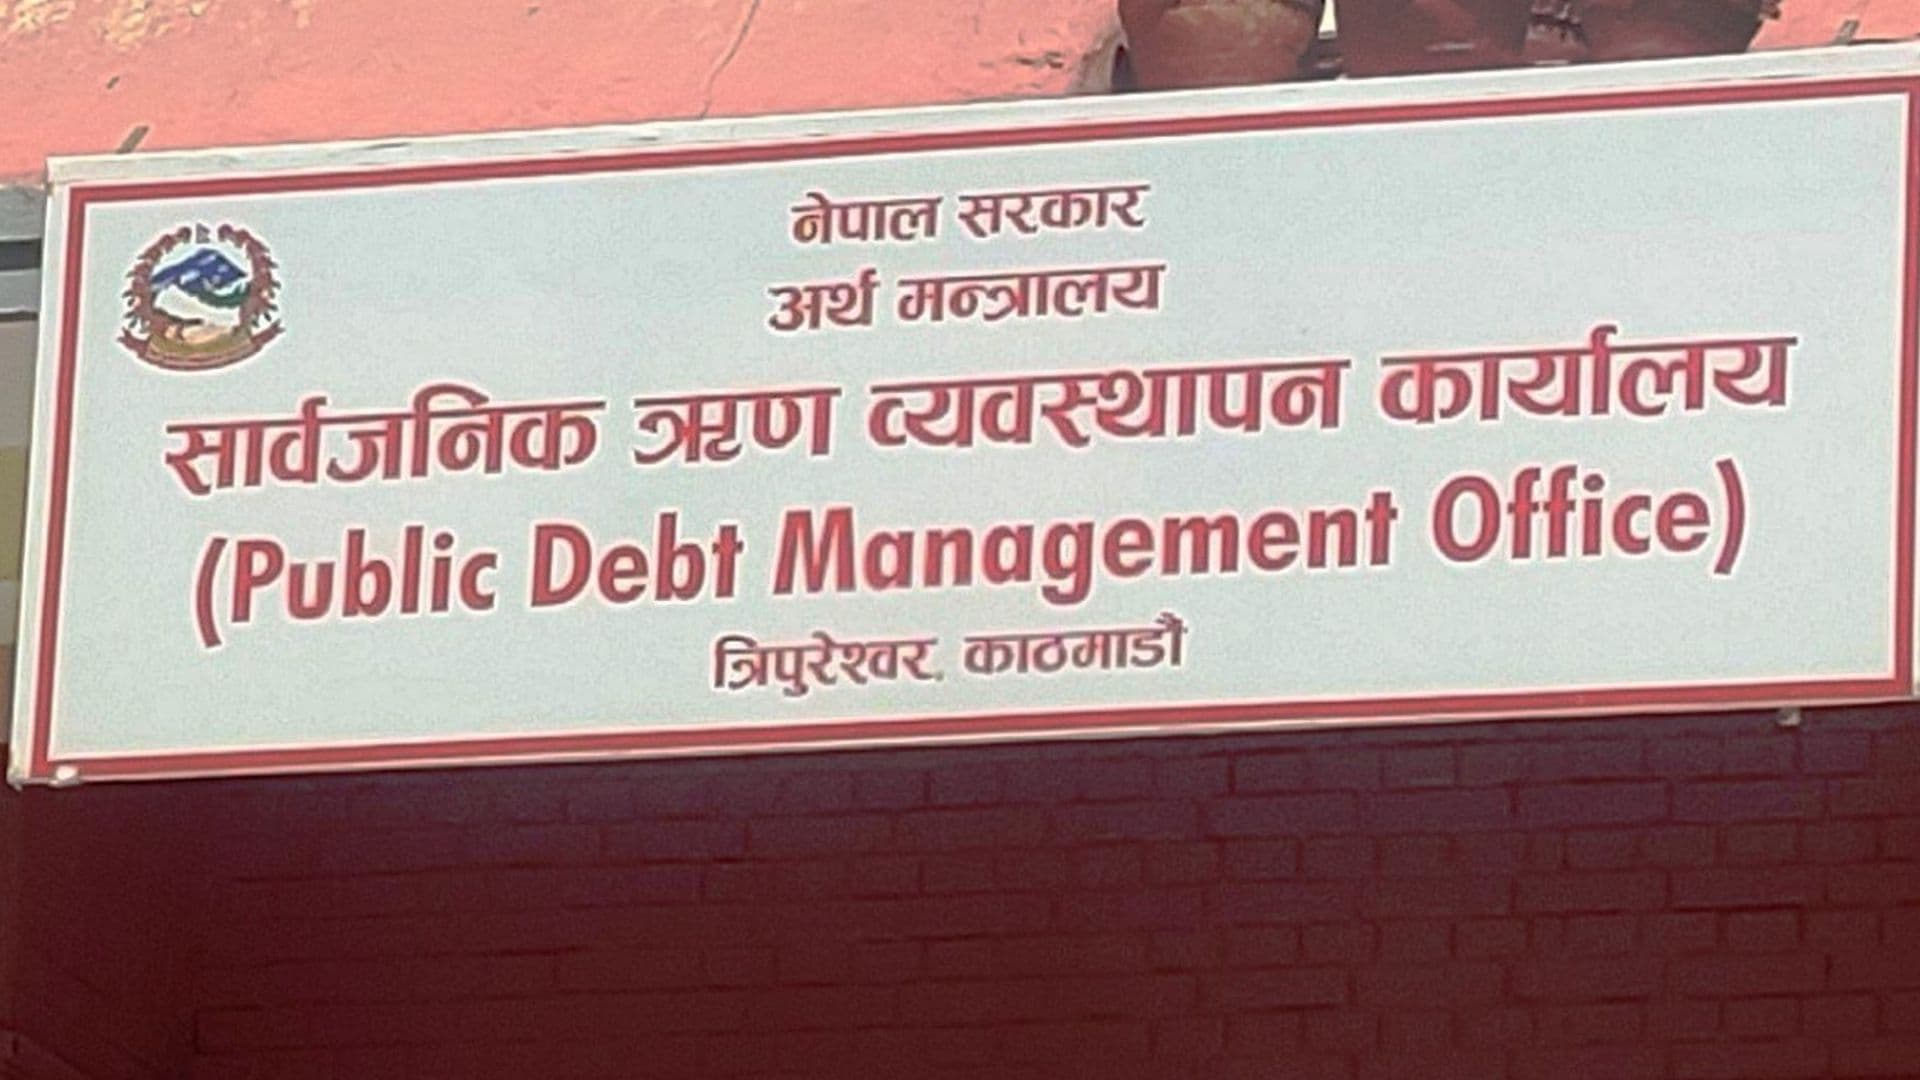 नेपाल सरकार
अर्थ मन्त्रालय
सार्वजनिक ऋण व्यवस्थापन कार्यालय
(Public Debt Management Office)
त्रिपुरेश्वर, काठमाडौं